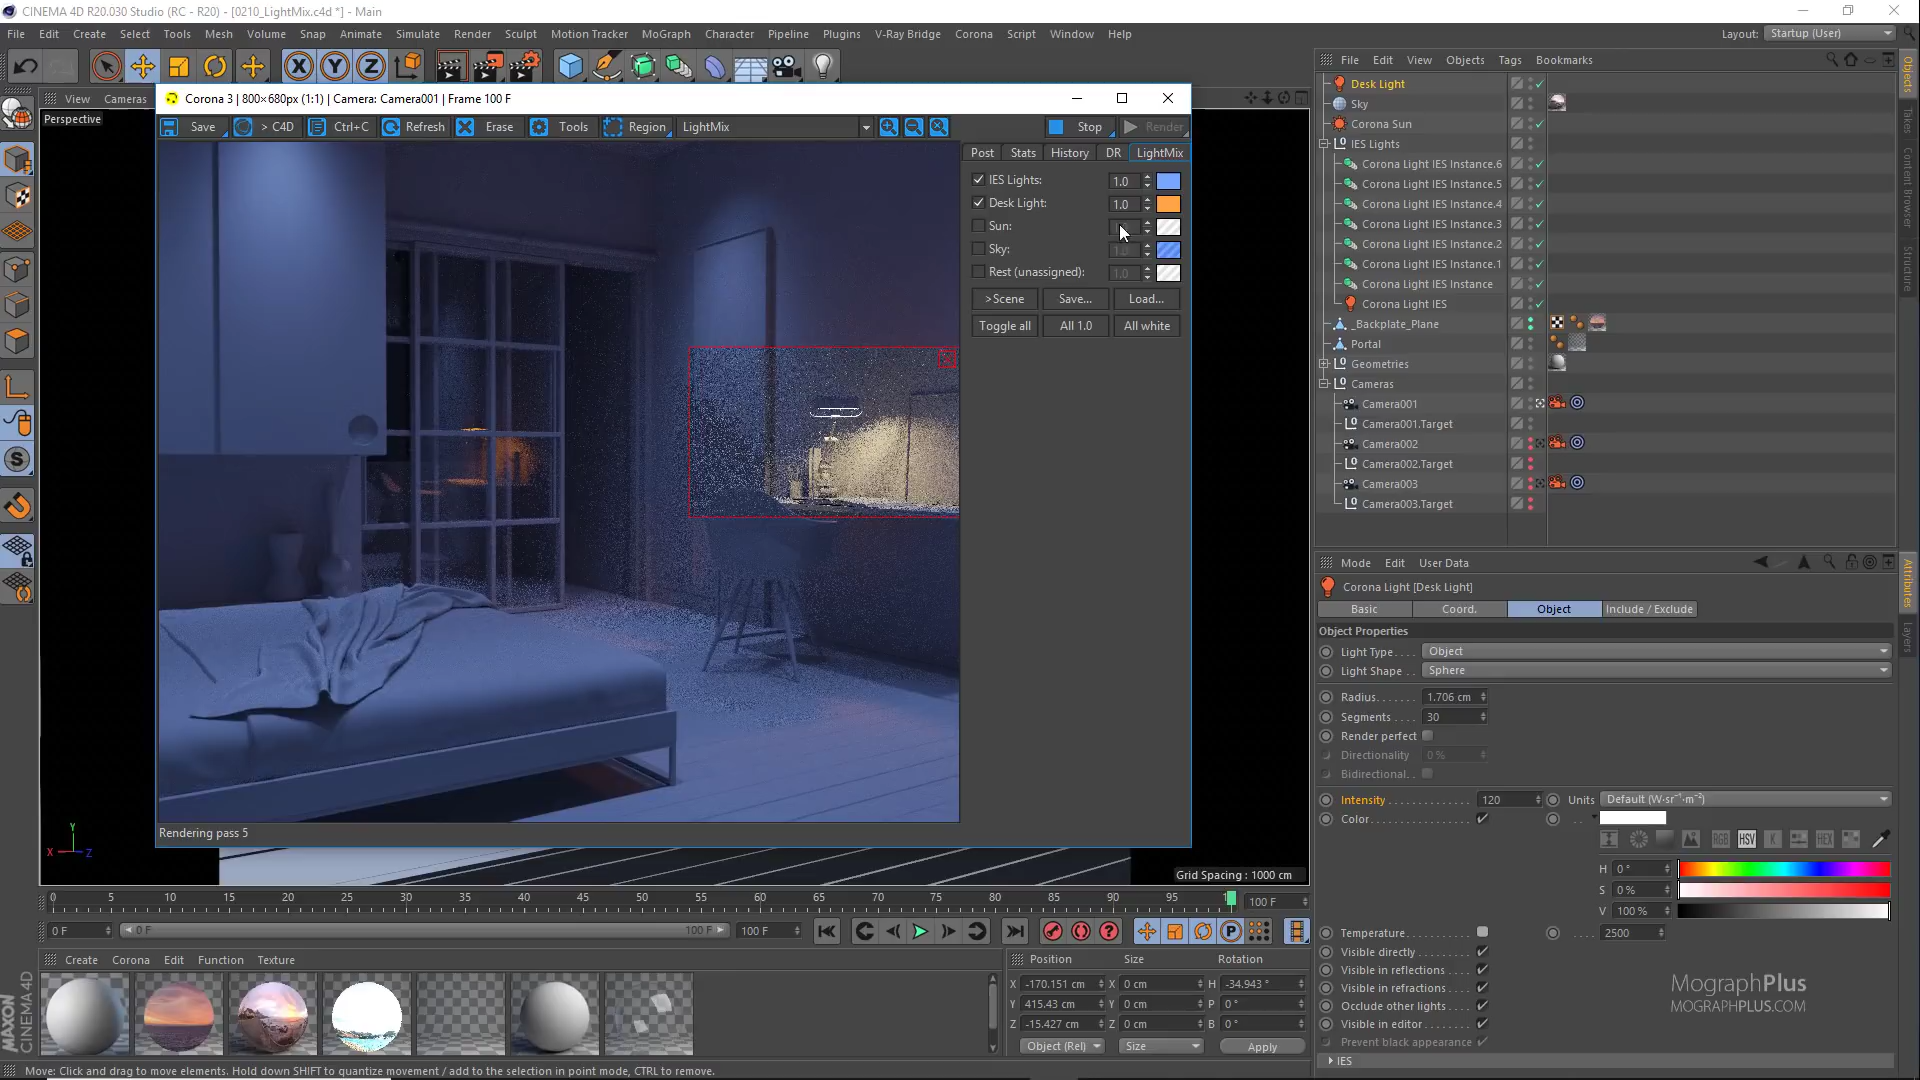 CINEMA 4D R20.030 Studio (RC - R20) - [0210_LightMix.c4d *] - Main
File Edit Create Select Tools Mesh Volume Snap Animate Simulate Render Sculpt Motion Tracker MoGraph Character Pipeline Plugins V-Ray Bridge Corona Script Window Help
Layout: Startup (User)
View Cameras
Perspective
Corona 3 | 800×680px (1:1) | Camera: Camera001 | Frame 100 F
Save > C4D Ctrl+C Refresh Erase Tools Region LightMix Stop Render
Post Stats History DR LightMix
IES Lights: 1.0
Desk Light: 1.0
Sun:
Sky: 1.0
Rest (unassigned): 1.0
>Scene Save... Load...
Toggle all All 1.0 All white
Rendering pass 5
Grid Spacing : 1000 cm
File Edit View Objects Tags Bookmarks
Desk Light
Sky
Corona Sun
IES Lights
Corona Light IES Instance.6
Corona Light IES Instance.5
Corona Light IES Instance.4
Corona Light IES Instance.3
Corona Light IES Instance.2
Corona Light IES Instance.1
Corona Light IES Instance
Corona Light IES
_Backplate_Plane
Portal
Geometries
Cameras
Camera001
Camera001.Target
Camera002
Camera002.Target
Camera003
Camera003.Target
Objects
Takes
Content Browser
Structure
Mode Edit User Data
Corona Light [Desk Light]
Basic Coord. Object Include / Exclude
Object Properties
Light Type.... Object
Light Shape .. Sphere
Radius....... 1.706 cm
Segments .... 30
Render perfect
Directionality 0 %
Bidirectional..
Intensity 120 Units Default (W·sr⁻¹·m⁻²)
Color
RGB HSV K HEX
H 0 °
S 0 %
V 100 %
Temperature 2500
Visible directly
Visible in reflections
Visible in refractions
Occlude other lights
Visible in editor
Prevent black appearance
IES
Attributes
Layers
0 5 10 15 20 25 30 35 40 45 50 55 60 65 70 75 80 85 90 95 100 F
0 F 0 F 100 F 100 F
Create Corona Edit Function Texture
Position Size Rotation
X -170.151 cm X 0 cm H -34.943 °
Y 415.43 cm Y 0 cm P 0 °
Z -15.427 cm Z 0 cm B 0 °
Object (Rel) Size Apply
MographPlus
MOGRAPHPLUS.COM
MAXON
CINEMA 4D
Move: Click and drag to move elements. Hold down SHIFT to quantize movement / add to the selection in point mode, CTRL to remove.